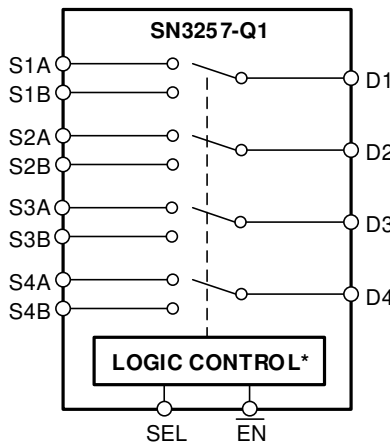 SN3257-Q1
S1A
D1
S1B
S2A
D2
S2B
S3A
D3
S3B
S4A
D4
S4B
LOGIC CONTROL*
SEL
EN